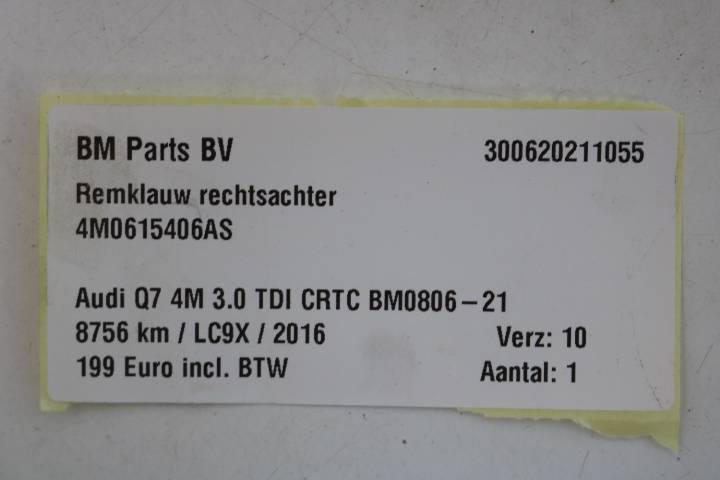 BM Parts BV 300620211055
Remklauw rechtsachter
4M0615406AS
Audi Q7 4M 3.0 TDI CRTC BM0806-21
8756 km / LC9X / 2016 Verz: 10
199 Euro incl. BTW Aantal: 1